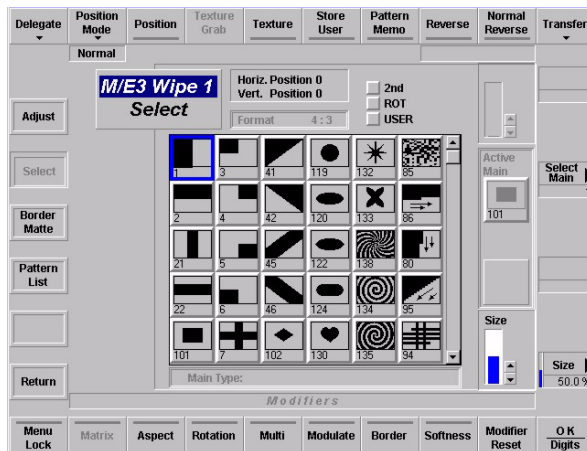 Delegate
Position Mode
Position
Texture Grab
Texture
Store User
Pattern Memo
Reverse
Normal Reverse
Transfer
Normal
M/E3 Wipe 1
Select
Horiz. Position 0
Vert. Position 0
Format 4 : 3
2nd
ROT
USER
Adjust
Select
Border Matte
Pattern List
Return
1 3 41 119 132 85
2 4 42 120 133 86
21 5 45 122 138 80
22 6 46 124 134 95
101 7 102 130 135 94
Main Type:
Active Main
101
Select Main
Size
Size
50.0 %
Modifiers
Menu Lock
Matrix
Aspect
Rotation
Multi
Modulate
Border
Softness
Modifier Reset
O K
Digits